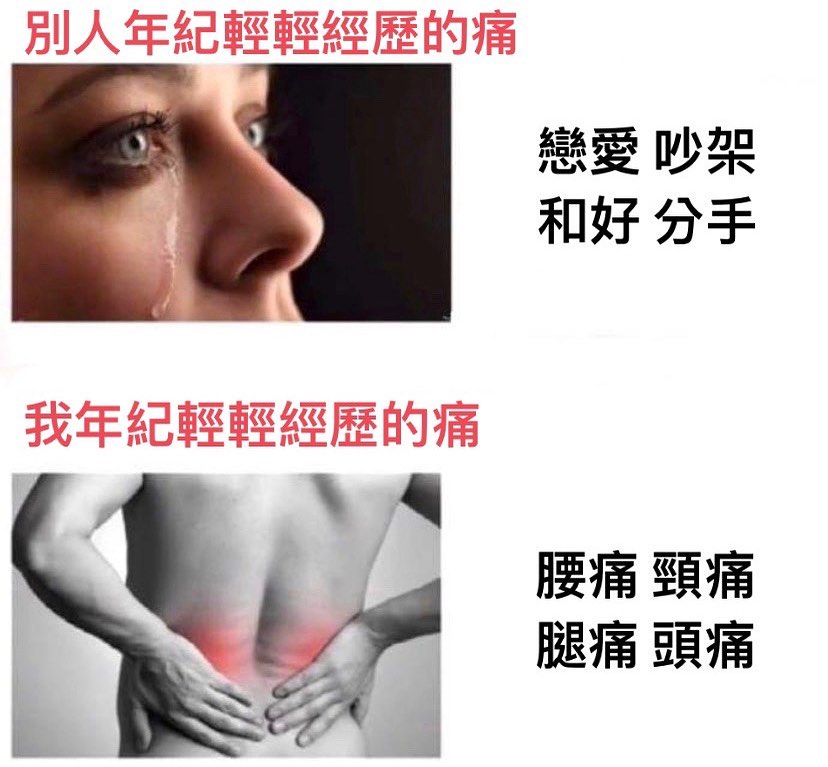 別人年紀輕輕經歷的痛
戀愛 吵架
和好 分手
我年紀輕輕經歷的痛
腰痛 頸痛
腿痛 頭痛